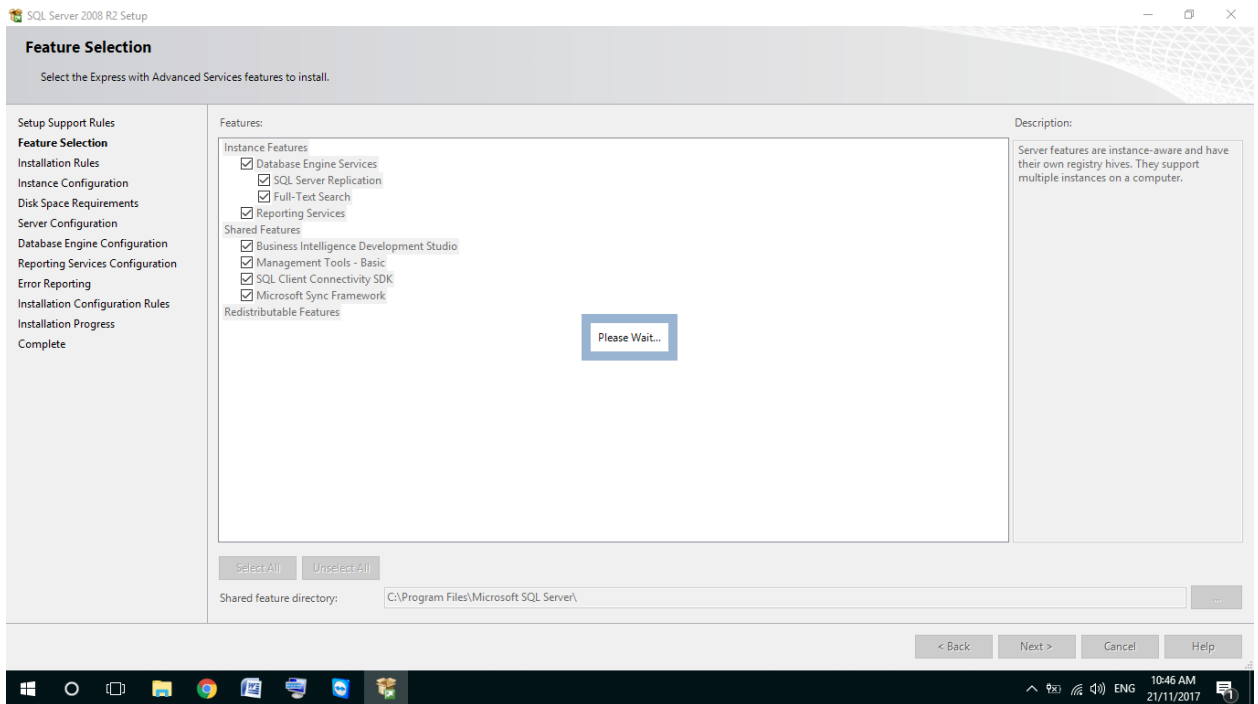 SQL Server 2008 R2 Setup
Feature Selection
Select the Express with Advanced Services features to install.
Setup Support Rules
Feature Selection
Installation Rules
Instance Configuration
Disk Space Requirements
Server Configuration
Database Engine Configuration
Reporting Services Configuration
Error Reporting
Installation Configuration Rules
Installation Progress
Complete
Features:
Instance Features
Database Engine Services
SQL Server Replication
Full-Text Search
Reporting Services
Shared Features
Business Intelligence Development Studio
Management Tools - Basic
SQL Client Connectivity SDK
Microsoft Sync Framework
Redistributable Features
Please Wait...
Description:
Server features are instance-aware and have
their own registry hives. They support
multiple instances on a computer.
Select All Unselect All
Shared feature directory: C:\Program Files\Microsoft SQL Server\ ...
< Back Next > Cancel Help
ENG 10:46 AM
21/11/2017 1